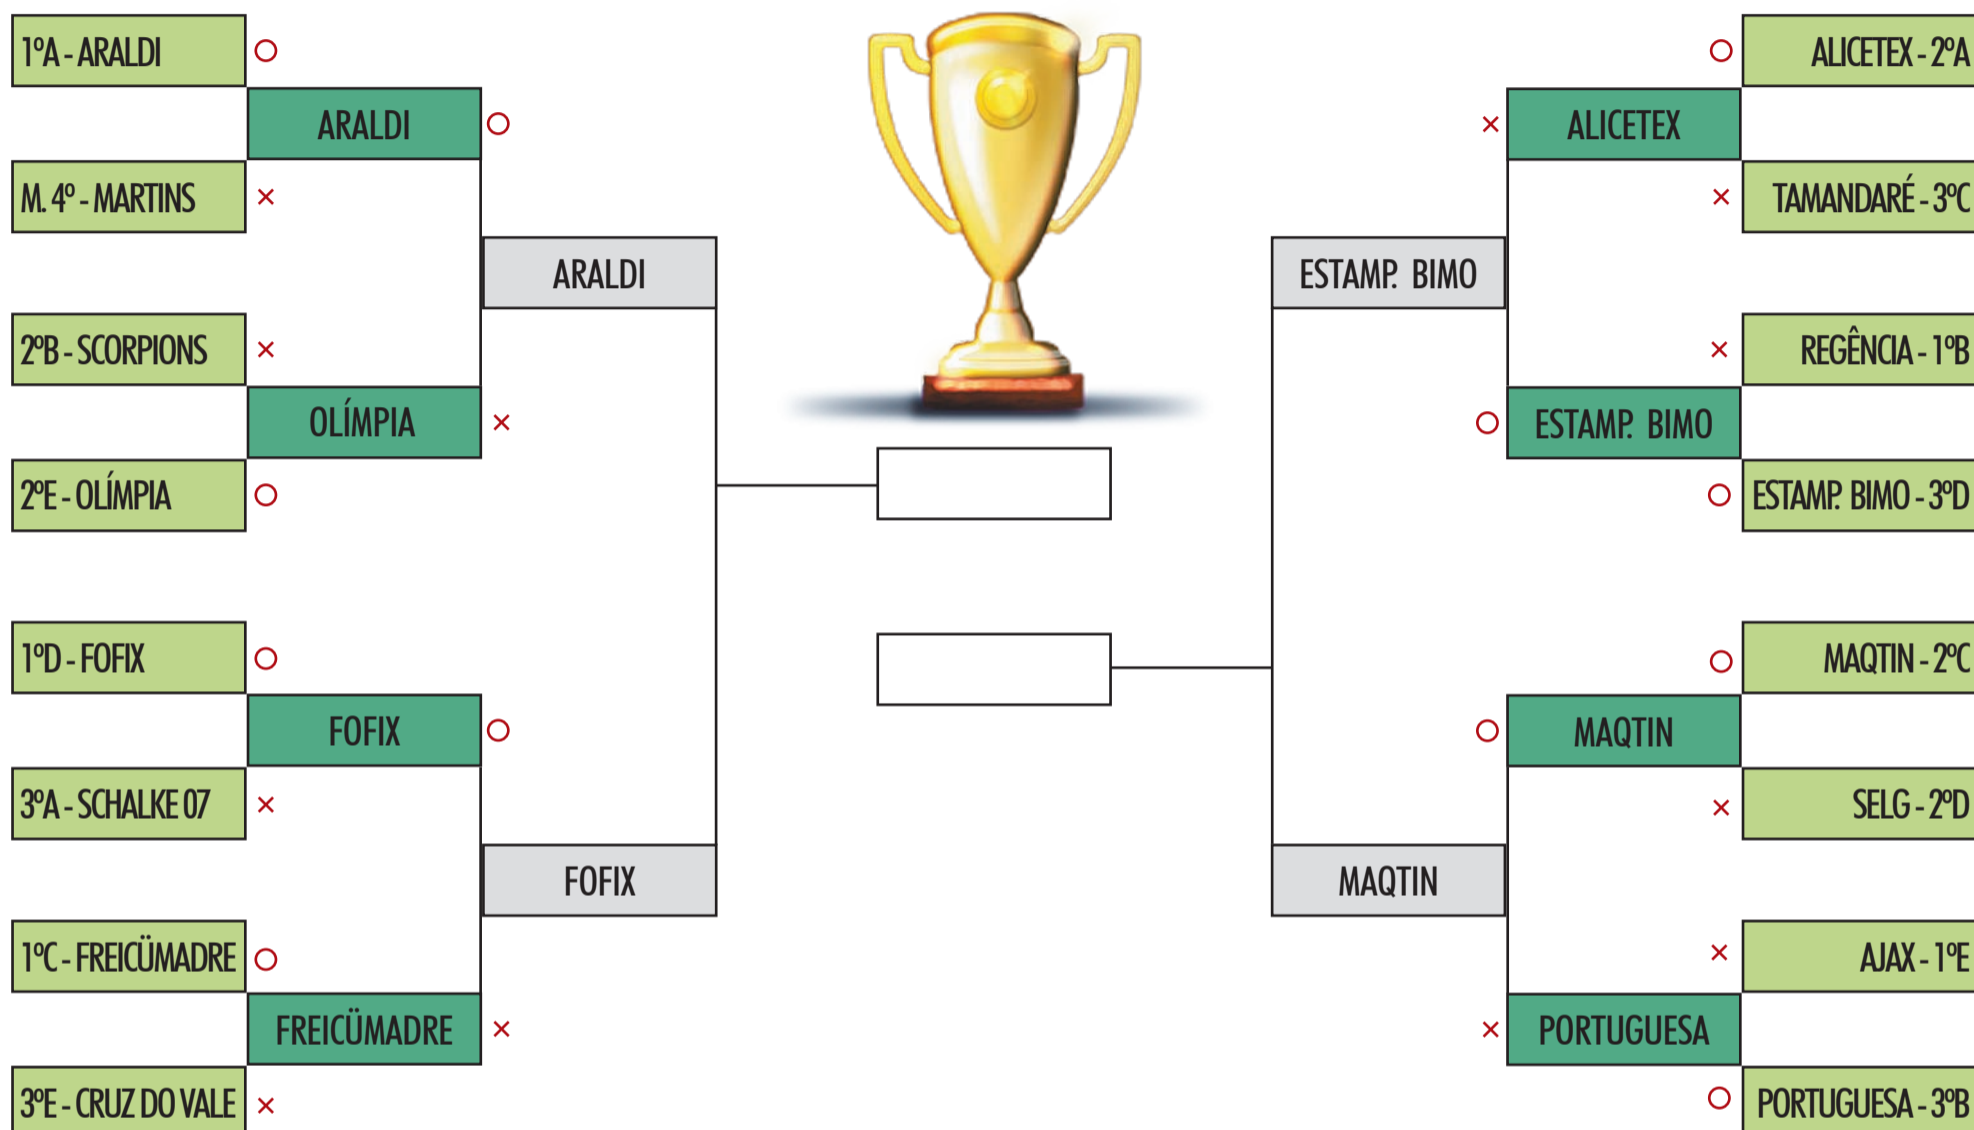 1ºA - ARALDI
ARALDI
M. 4º - MARTINS
ARALDI
2ºB - SCORPIONS
OLÍMPIA
2ºE - OLÍMPIA
1ºD - FOFIX
FOFIX
3ºA - SCHALKE 07
FOFIX
1ºC - FREICÜMADRE
FREICÜMADRE
3ºE - CRUZ DO VALE
ALICETEX - 2ºA
ALICETEX
TAMANDARÉ - 3ºC
ESTAMP. BIMO
REGÊNCIA - 1ºB
ESTAMP. BIMO
ESTAMP. BIMO - 3ºD
MAQTIN - 2ºC
MAQTIN
SELG - 2ºD
MAQTIN
AJAX - 1ºE
PORTUGUESA
PORTUGUESA - 3ºB